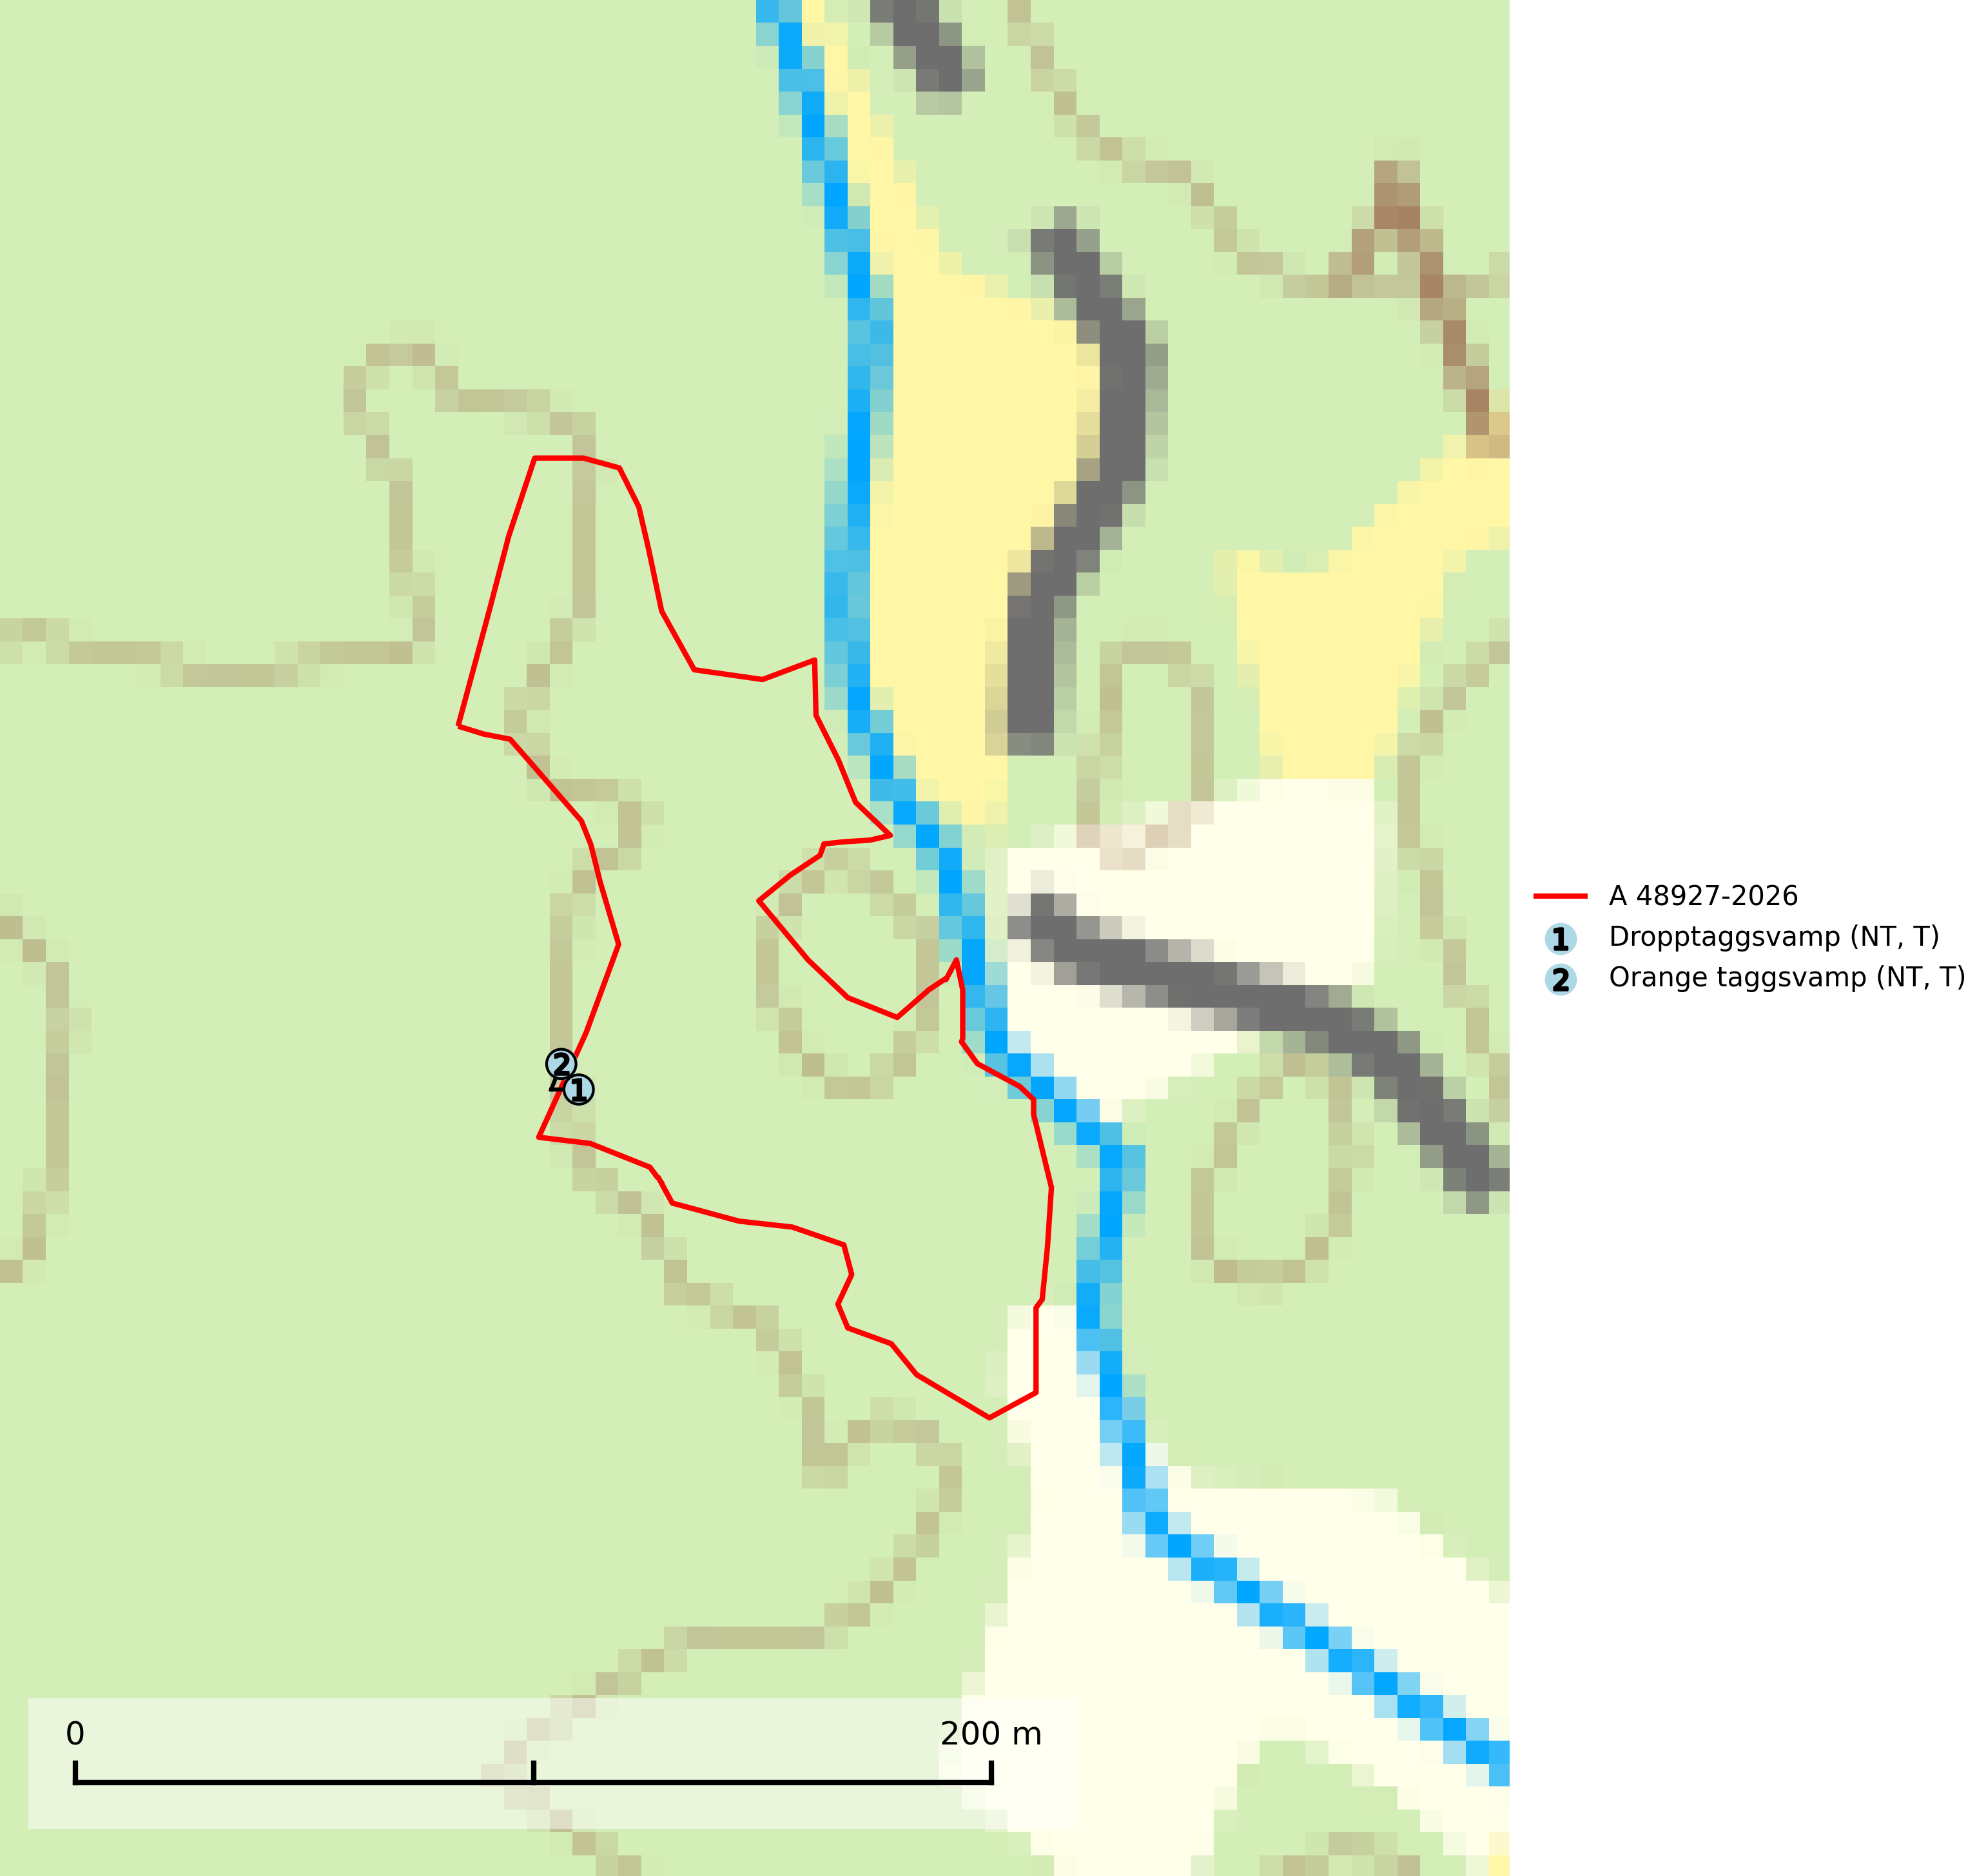 A 48927-2026
1 Dropptaggsvamp (NT, T)
2 Orange taggsvamp (NT, T)
2
1
0 200 m